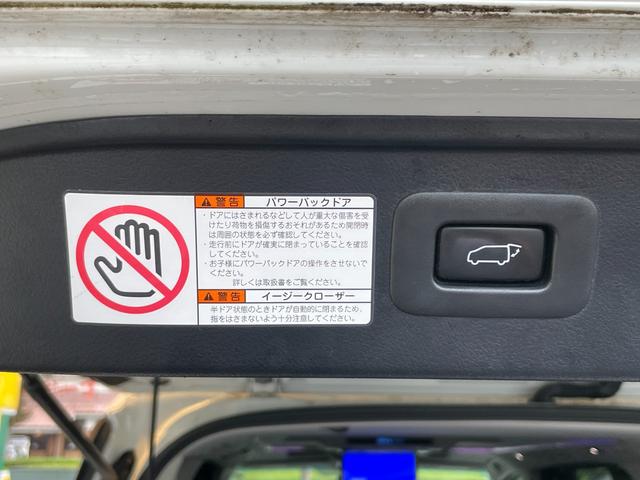 警告 パワーバックドア
・ドアにはさまれるなどして人が重大な傷害を受
けたり荷物を損傷するおそれがあるため開閉時
は周囲の状態を必ず確認してください。
・走行前にドアが確実に閉まっていることを確認
してください。
・お子様にパワーバックドアの操作をさせないで
ください。
詳しくは取扱書をご覧ください。
警告 イージークローザー
半ドア状態のときドアが自動的に閉まるため、
指をはさまないよう十分注意してください。